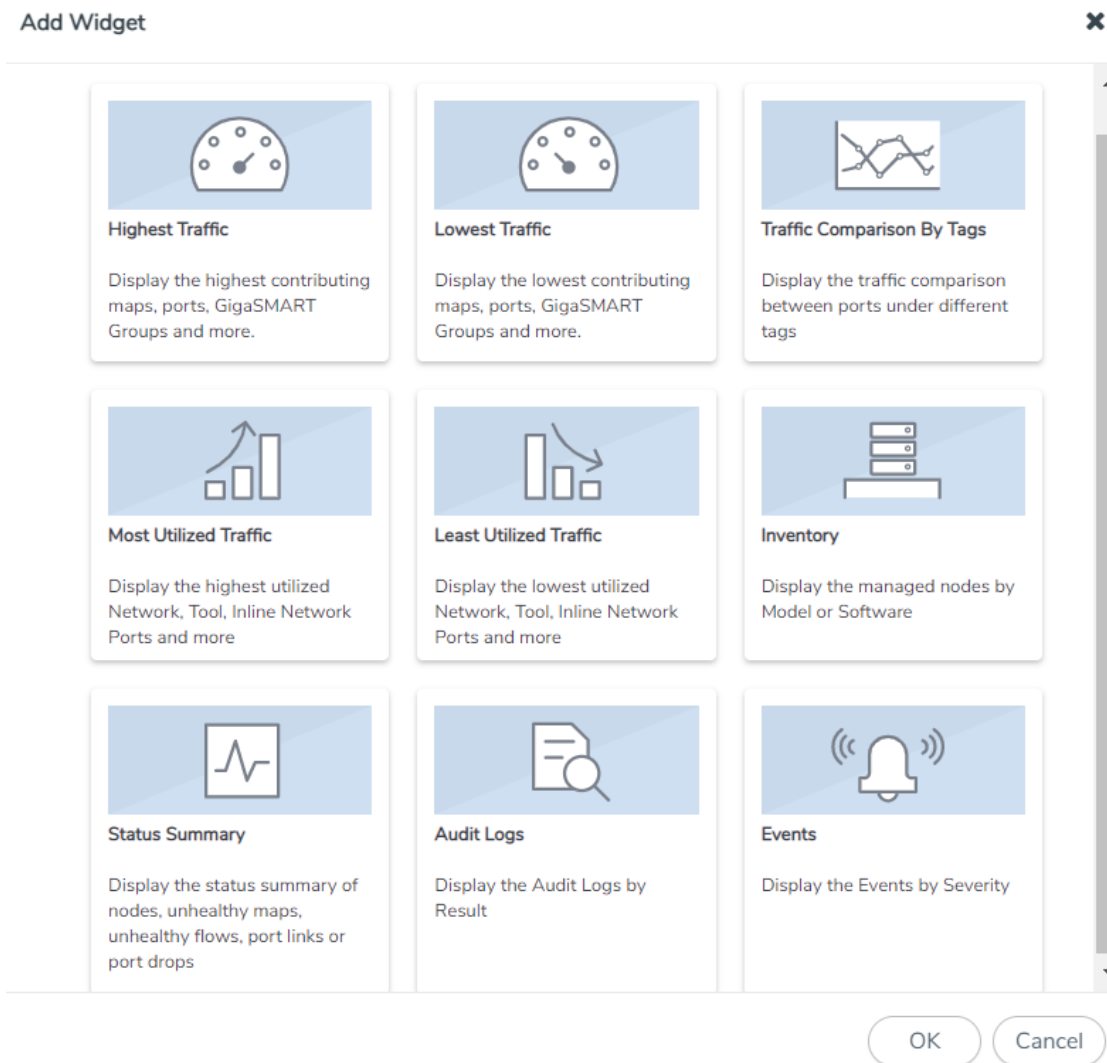 Add Widget
Highest Traffic
Display the highest contributing
maps, ports, GigaSMART
Groups and more.
Lowest Traffic
Display the lowest contributing
maps, ports, GigaSMART
Groups and more.
Traffic Comparison By Tags
Display the traffic comparison
between ports under different
tags
Most Utilized Traffic
Display the highest utilized
Network, Tool, Inline Network
Ports and more
Least Utilized Traffic
Display the lowest utilized
Network, Tool, Inline Network
Ports and more
Inventory
Display the managed nodes by
Model or Software
Status Summary
Display the status summary of
nodes, unhealthy maps,
unhealthy flows, port links or
port drops
Audit Logs
Display the Audit Logs by
Result
Events
Display the Events by Severity
OK
Cancel